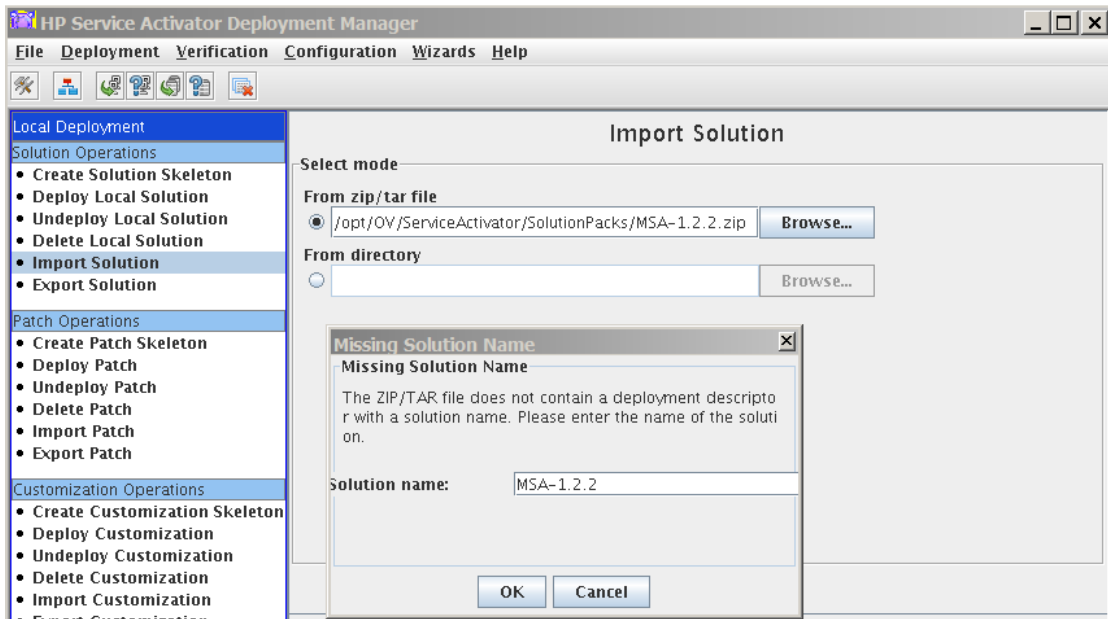 HP Service Activator Deployment Manager
File Deployment Verification Configuration Wizards Help
Local Deployment
Solution Operations
• Create Solution Skeleton
• Deploy Local Solution
• Undeploy Local Solution
• Delete Local Solution
• Import Solution
• Export Solution
Patch Operations
• Create Patch Skeleton
• Deploy Patch
• Undeploy Patch
• Delete Patch
• Import Patch
• Export Patch
Customization Operations
• Create Customization Skeleton
• Deploy Customization
• Undeploy Customization
• Delete Customization
• Import Customization
• Export Customization
Import Solution
Select mode
From zip/tar file
/opt/OV/ServiceActivator/SolutionPacks/MSA-1.2.2.zip Browse...
From directory
Browse...
Missing Solution Name
Missing Solution Name
The ZIP/TAR file does not contain a deployment descripto
r with a solution name. Please enter the name of the soluti
on.
Solution name: MSA-1.2.2
OK Cancel